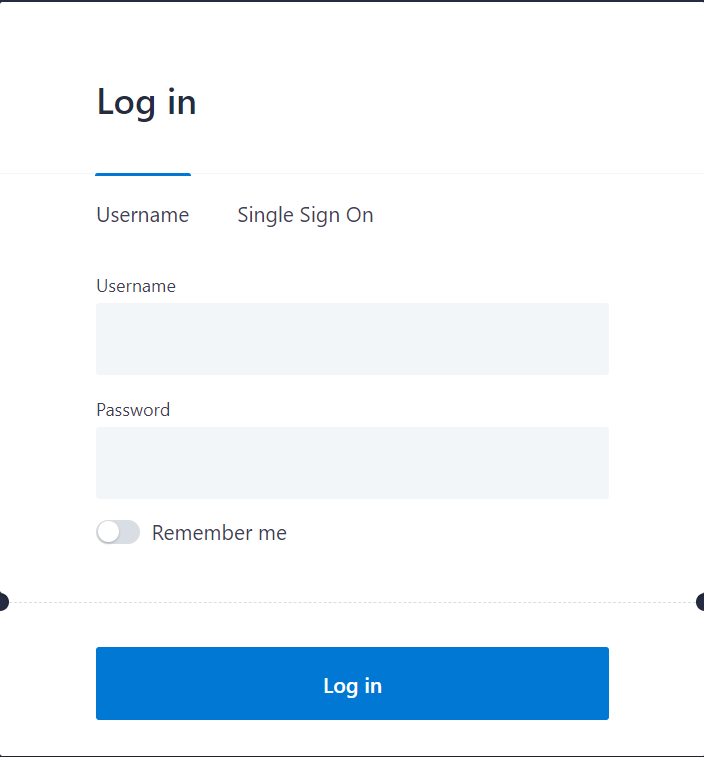 Log in
Username Single Sign On
Username
Password
Remember me
Log in